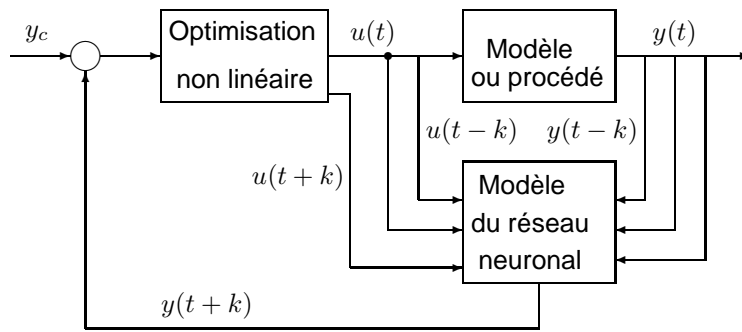 y_c
Optimisation
non linéaire
u(t)
Modèle
ou procédé
y(t)
u(t − k)
y(t − k)
u(t + k)
Modèle
du réseau
neuronal
y(t + k)